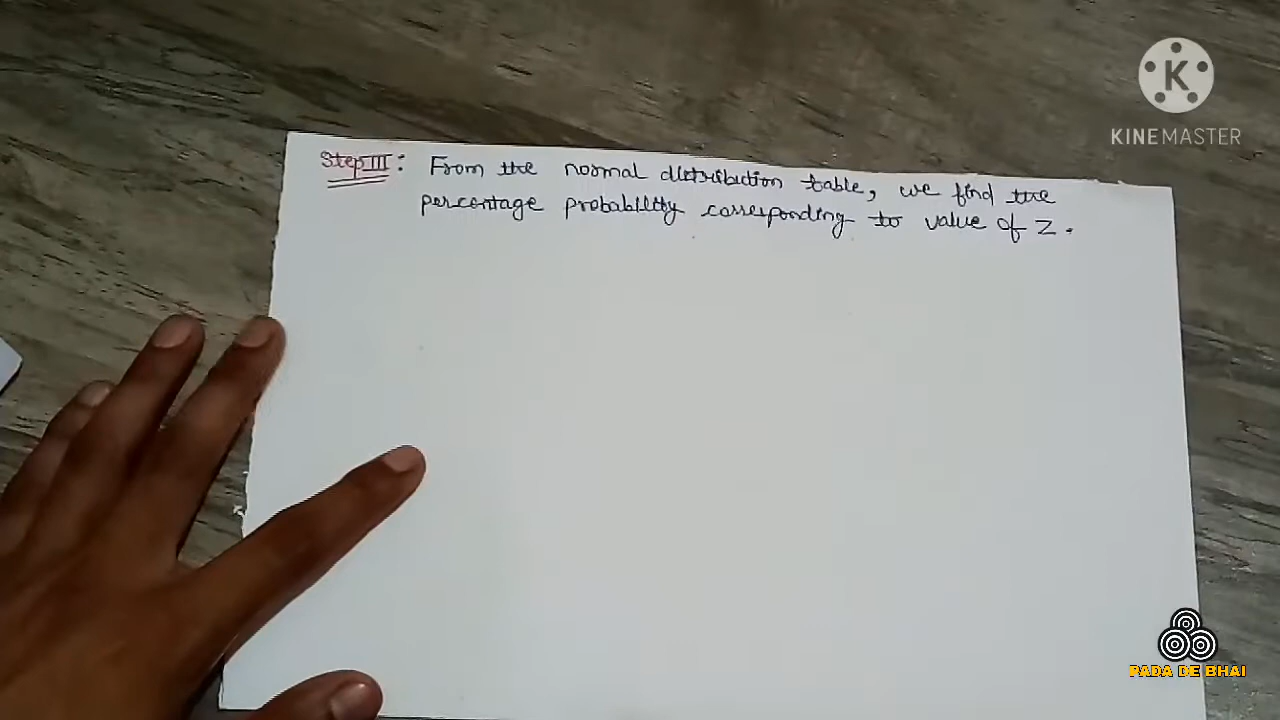 Step III : From the normal distribution table, we find the
percentage probability corresponding to value of Z.
KINEMASTER
PADA DE BHAI